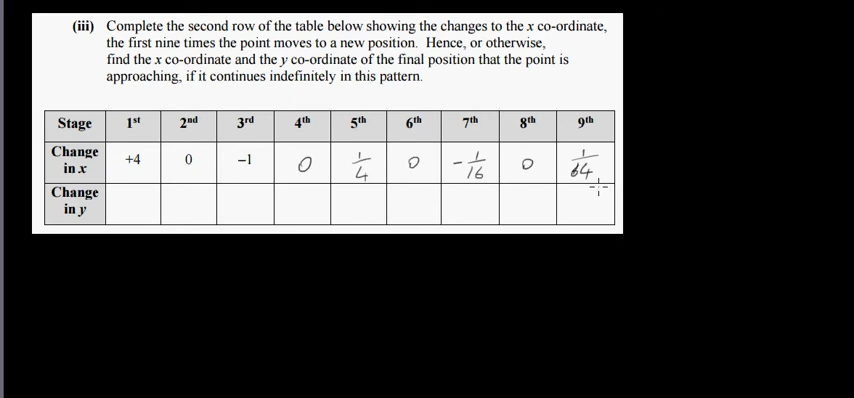 (iii) Complete the second row of the table below showing the changes to the x co-ordinate,
the first nine times the point moves to a new position. Hence, or otherwise,
find the x co-ordinate and the y co-ordinate of the final position that the point is
approaching, if it continues indefinitely in this pattern.
Stage 1st 2nd 3rd 4th 5th 6th 7th 8th 9th
Change in x +4 0 –1 0 1/4 0 -1/16 0 1/64
Change in y